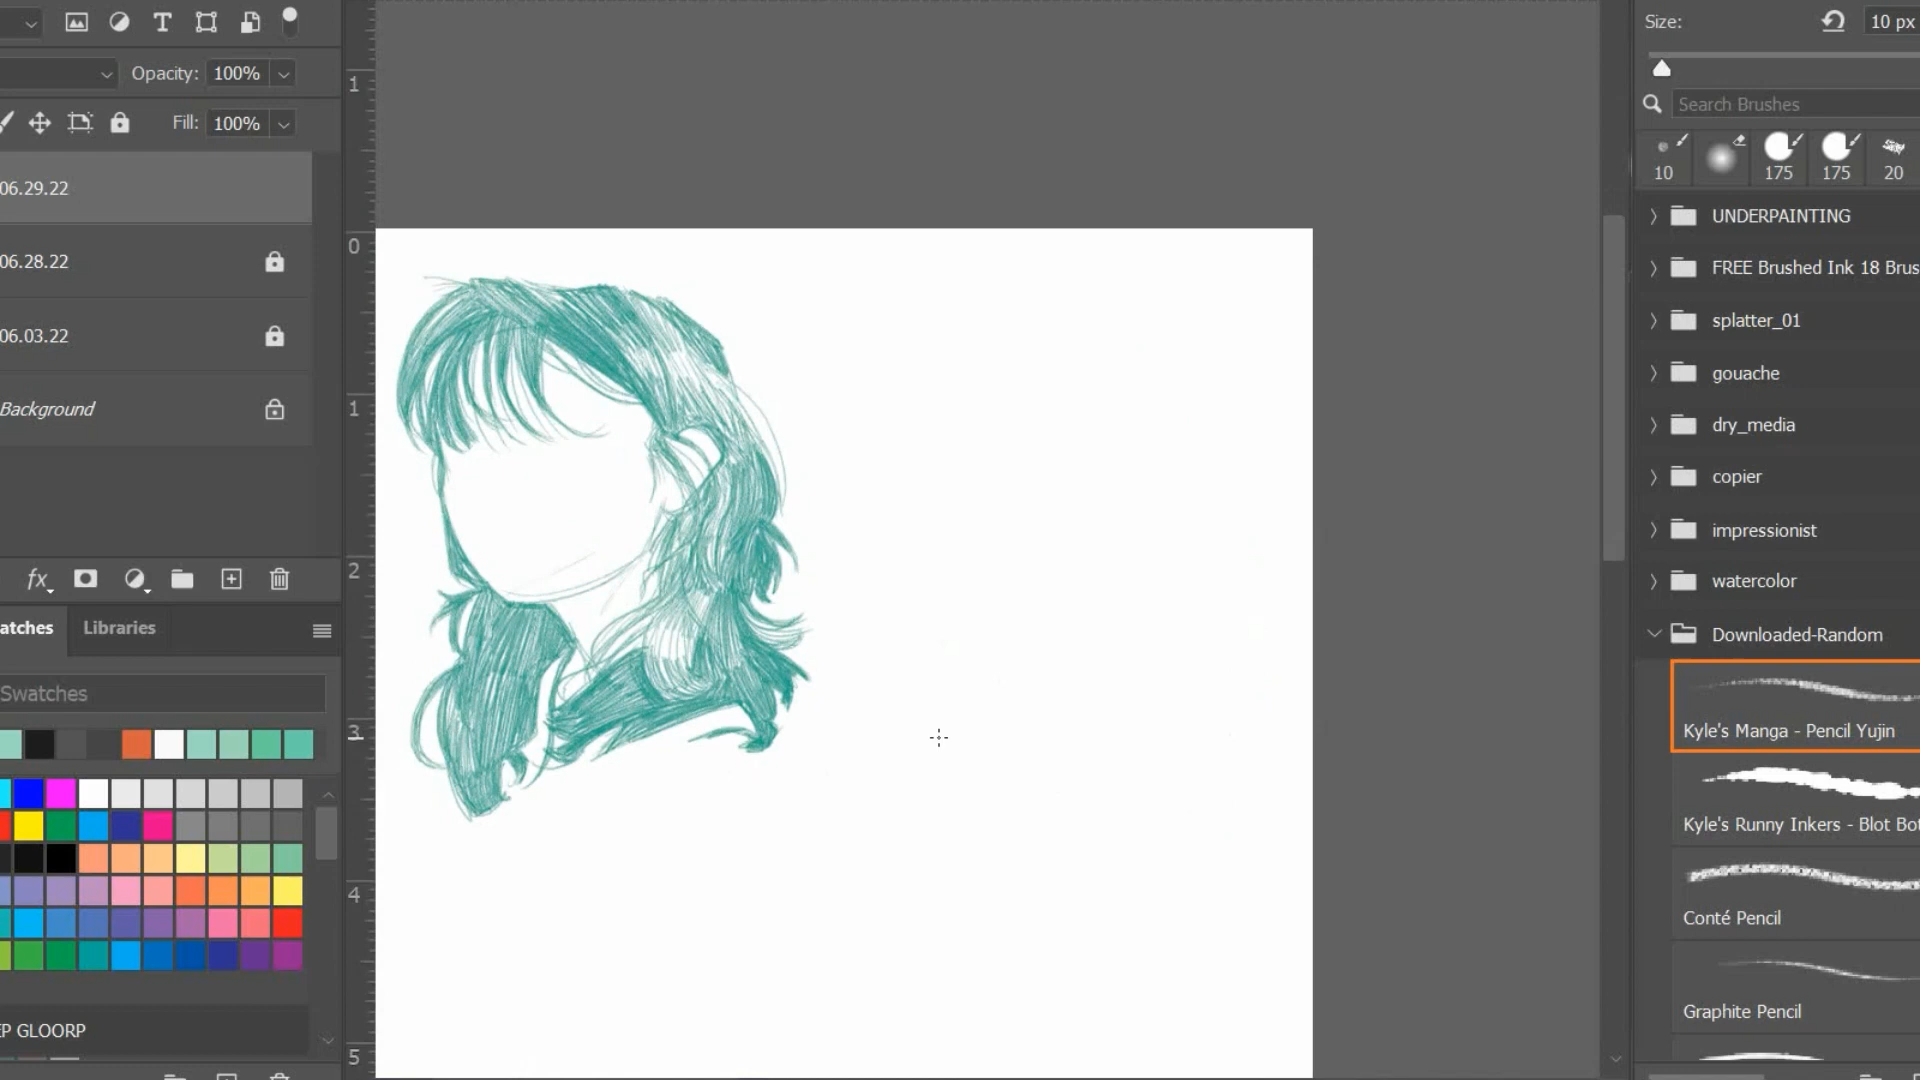 Opacity: 100%
Fill: 100%
06.29.22
06.28.22
06.03.22
Background
fx
atches
Libraries
Swatches
EP GLOORP
1
0
1
2
3
4
5
Size:
10 px
Search Brushes
10
175
175
20
UNDERPAINTING
FREE Brushed Ink 18 Brus
splatter_01
gouache
dry_media
copier
impressionist
watercolor
Downloaded-Random
Kyle's Manga - Pencil Yujin
Kyle's Runny Inkers - Blot Bot
Conté Pencil
Graphite Pencil